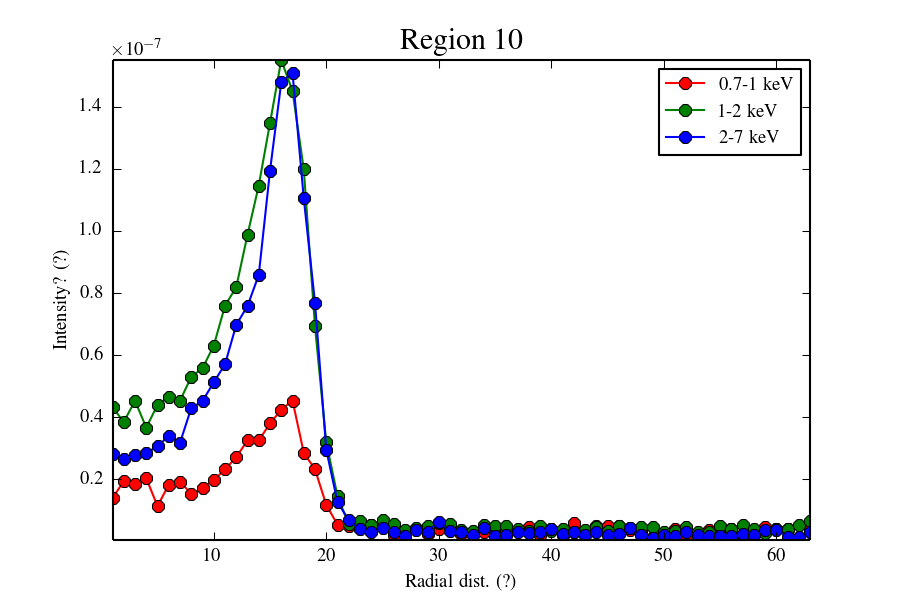 Region 10
×10⁻⁷
0.7-1 keV
1-2 keV
2-7 keV
1.4
1.2
1.0
0.8
0.6
0.4
0.2
Intensity? (?)
10 20 30 40 50 60
Radial dist. (?)